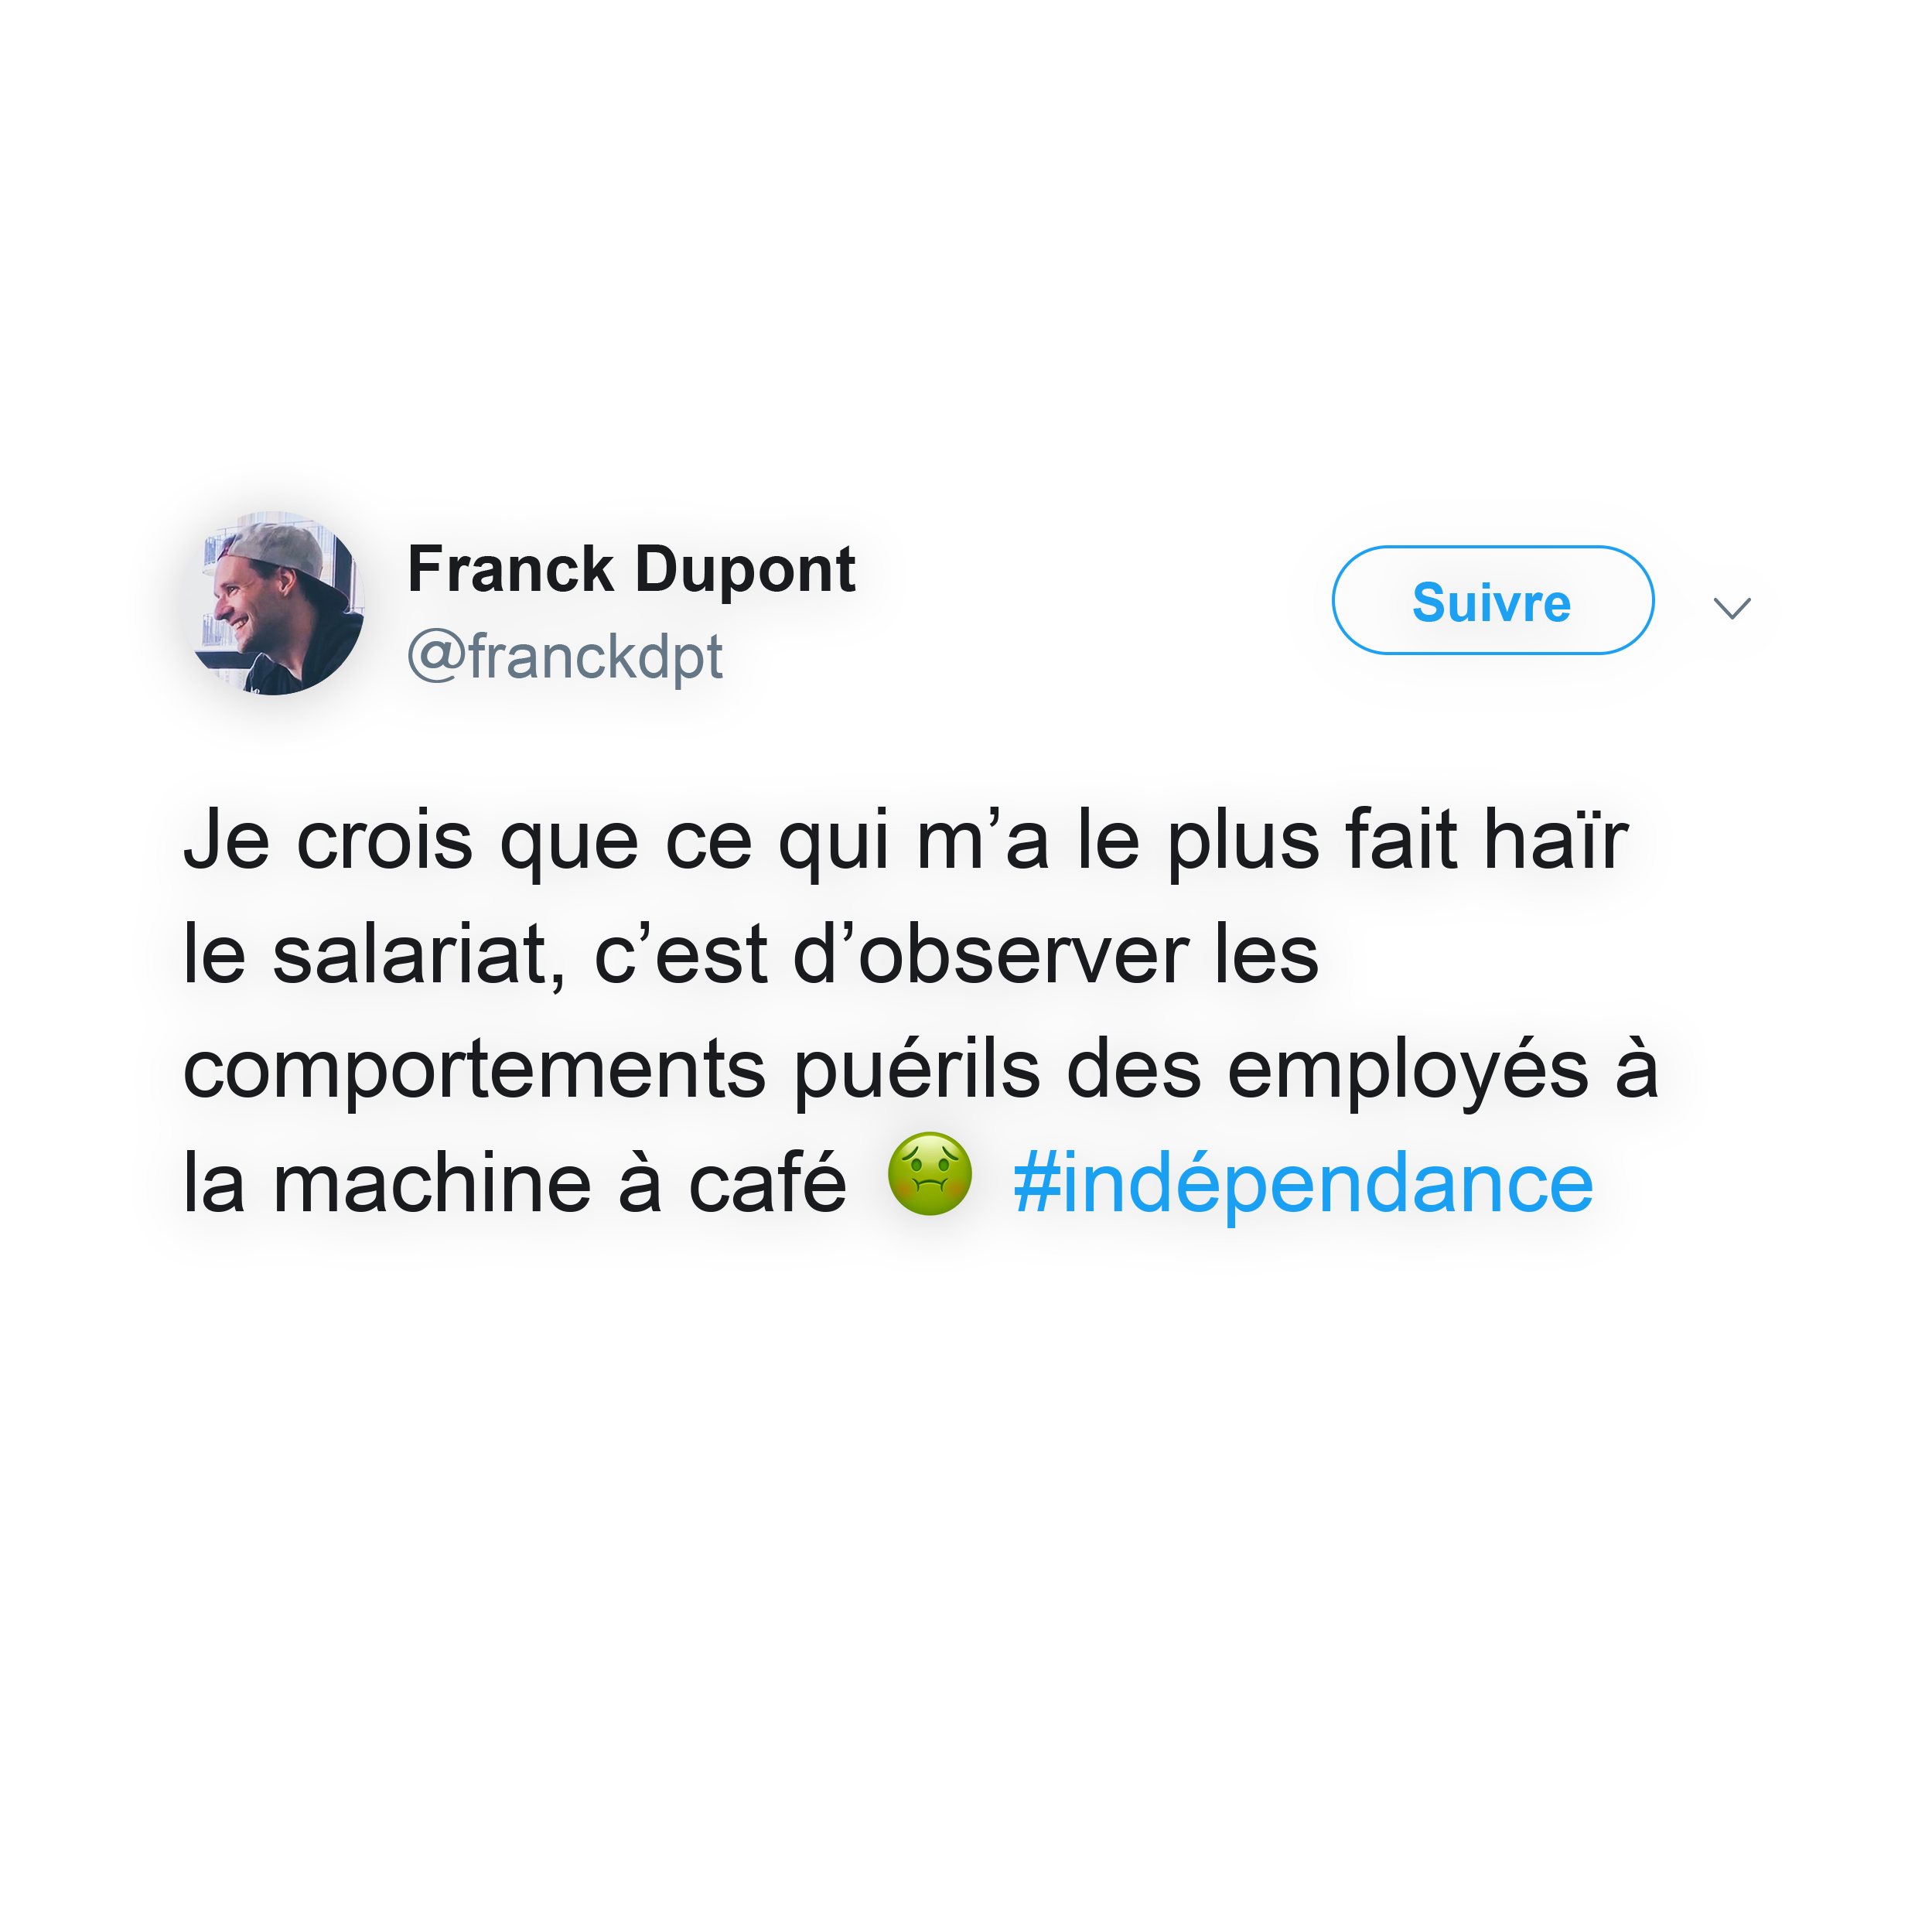 Franck Dupont
@franckdpt
Suivre
Je crois que ce qui m’a le plus fait haïr
le salariat, c’est d’observer les
comportements puérils des employés à
la machine à café 🤢 #indépendance